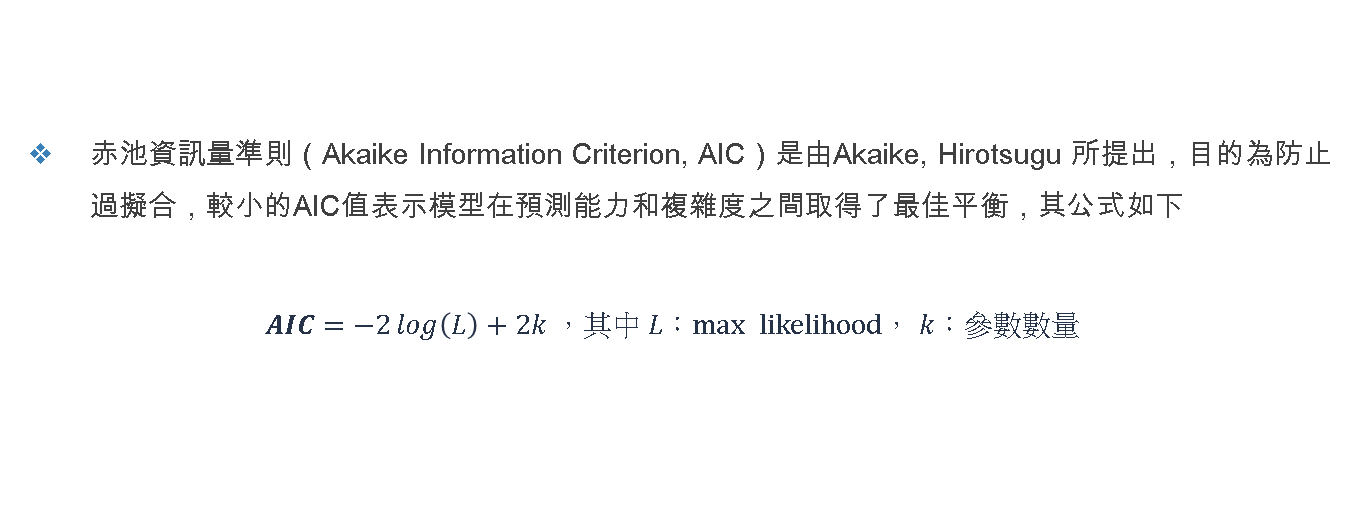 ❖ 赤池資訊量準則（Akaike Information Criterion, AIC）是由Akaike, Hirotsugu 所提出，目的為防止
過擬合，較小的AIC值表示模型在預測能力和複雜度之間取得了最佳平衡，其公式如下
AIC = −2 log(L) + 2k ，其中 L：max likelihood， k：參數數量